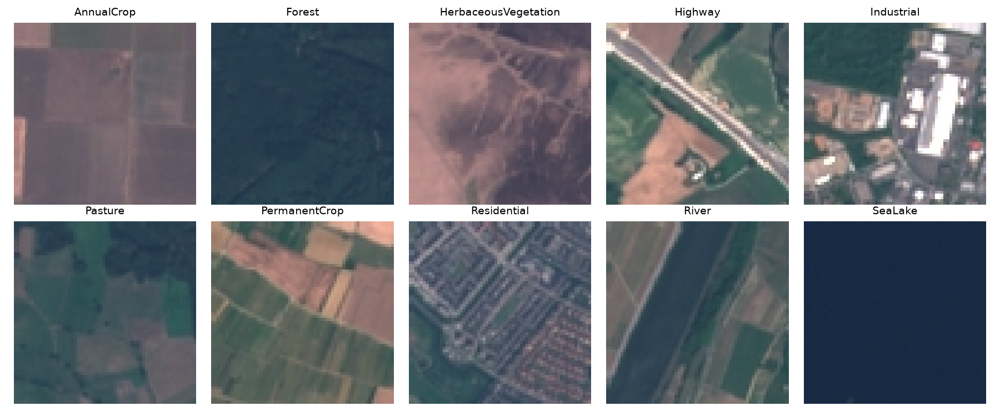 AnnualCrop
Forest
HerbaceousVegetation
Highway
Industrial
Pasture
PermanentCrop
Residential
River
SeaLake